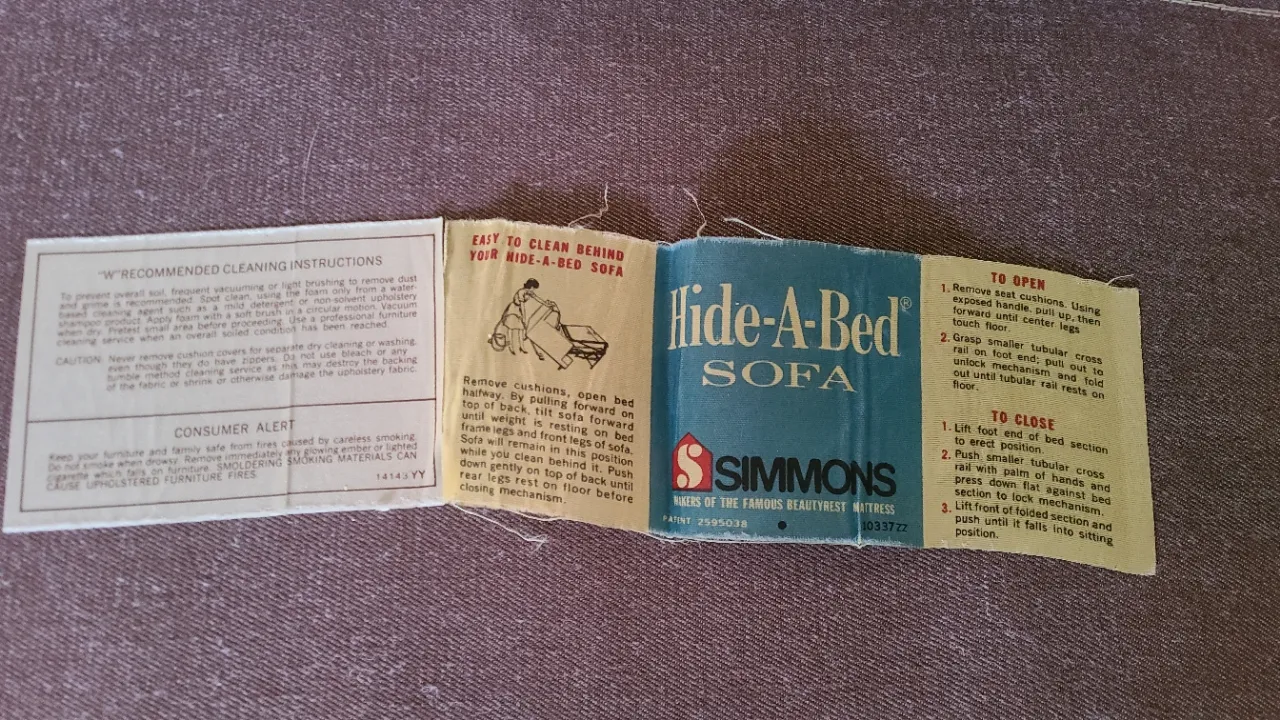 "W" RECOMMENDED CLEANING INSTRUCTIONS
To prevent overall soil, frequent vacuuming or light brushing to remove dust
and grime is recommended. Spot clean, using the foam only from a water-
based cleaning agent such as a mild detergent or non-solvent upholstery
shampoo product. Apply foam with a soft brush in a circular motion. Vacuum
when dry. Pretest small area before proceeding. Use a professional furniture
cleaning service when an overall soiled condition has been reached.
CAUTION: Never remove cushion covers for separate dry cleaning or washing,
even though they do have zippers. Do not use bleach or any
tumble method cleaning service as this may destroy the backing
of the fabric or shrink or otherwise damage the upholstery fabric.
CONSUMER ALERT
Keep your furniture and family safe from fires caused by careless smoking.
Do not smoke when drowsy. Remove immediately any glowing ember or lighted
cigarette which falls on furniture. SMOLDERING SMOKING MATERIALS CAN
CAUSE UPHOLSTERED FURNITURE FIRES.
14143 YY
EASY TO CLEAN BEHIND
YOUR HIDE-A-BED SOFA
Remove cushions, open bed
halfway. By pulling forward on
top of back, tilt sofa forward
until weight is resting on bed
frame legs and front legs of sofa.
Sofa will remain in this position
while you clean behind it. Push
down gently on top of back until
rear legs rest on floor before
closing mechanism.
Hide-A-Bed®
SOFA
S SIMMONS
MAKERS OF THE FAMOUS BEAUTYREST MATTRESS
PATENT 2595038
10337ZZ
TO OPEN
1. Remove seat cushions. Using
exposed handle, pull up, then
forward until center legs
touch floor.
2. Grasp smaller tubular cross
rail on foot end; pull out to
unlock mechanism and fold
out until tubular rail rests on
floor.
TO CLOSE
1. Lift foot end of bed section
to erect position.
2. Push smaller tubular cross
rail with palm of hands and
press down flat against bed
section to lock mechanism.
3. Lift front of folded section and
push until it falls into sitting
position.